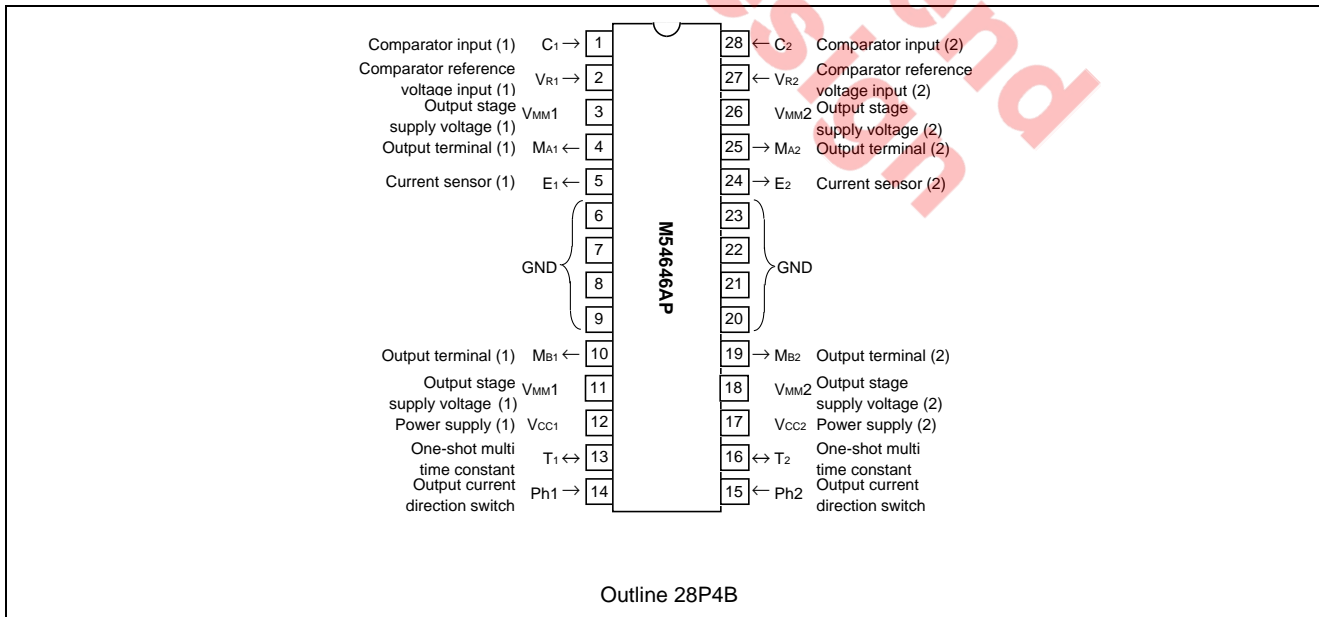 Comparator input (1) C1→ 1
Comparator reference
voltage input (1) VR1→ 2
Output stage
supply voltage (1) VMM1 3
Output terminal (1) MA1← 4
Current sensor (1) E1← 5
6
7
GND
8
9
Output terminal (1) MB1← 10
Output stage
supply voltage (1) VMM1 11
Power supply (1) VCC1 12
One-shot multi
time constant T1↔ 13
Output current
direction switch Ph1→ 14
M54646AP
28 ←C2 Comparator input (2)
27 ←VR2 Comparator reference
voltage input (2)
26 VMM2 Output stage
supply voltage (2)
25 →MA2 Output terminal (2)
24 →E2 Current sensor (2)
23
22
GND
21
20
19 →MB2 Output terminal (2)
18 VMM2 Output stage
supply voltage (2)
17 VCC2 Power supply (2)
16 ↔T2 One-shot multi
time constant
15 ←Ph2 Output current
direction switch
Outline 28P4B
end
sign